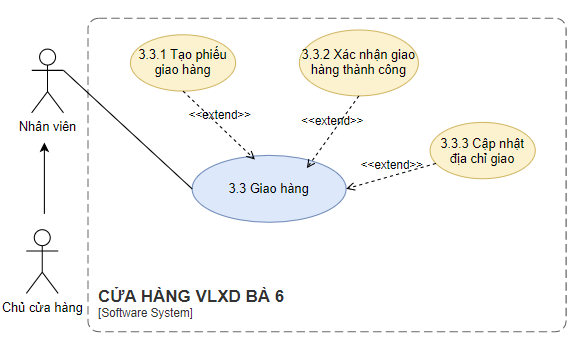 3.3.1 Tạo phiếu
giao hàng
3.3.2 Xác nhận giao
hàng thành công
Nhân viên
<<extend>>
<<extend>>
3.3.3 Cập nhật
địa chỉ giao
<<extend>>
3.3 Giao hàng
Chủ cửa hàng
CỬA HÀNG VLXD BÀ 6
[Software System]